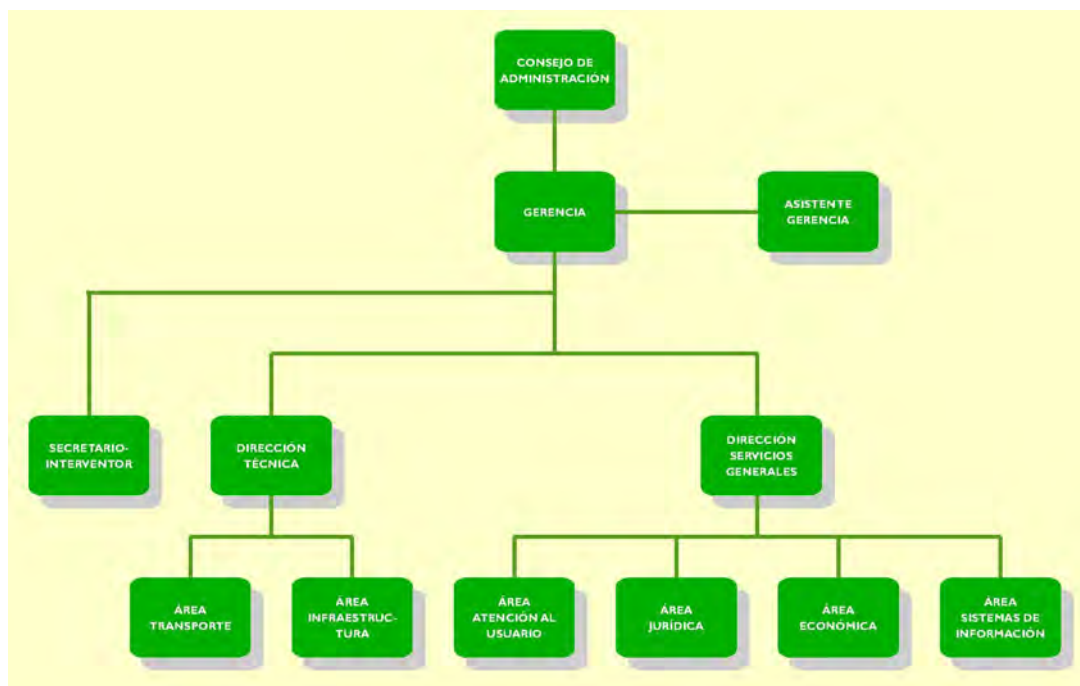 CONSEJO DE
ADMINISTRACIÓN
GERENCIA
ASISTENTE
GERENCIA
SECRETARIO-
INTERVENTOR
DIRECCIÓN
TÉCNICA
DIRECCIÓN
SERVICIOS
GENERALES
ÁREA
TRANSPORTE
ÁREA
INFRAESTRUC-
TURA
ÁREA
ATENCIÓN AL
USUARIO
ÁREA
JURÍDICA
ÁREA
ECONÓMICA
ÁREA
SISTEMAS DE
INFORMACIÓN